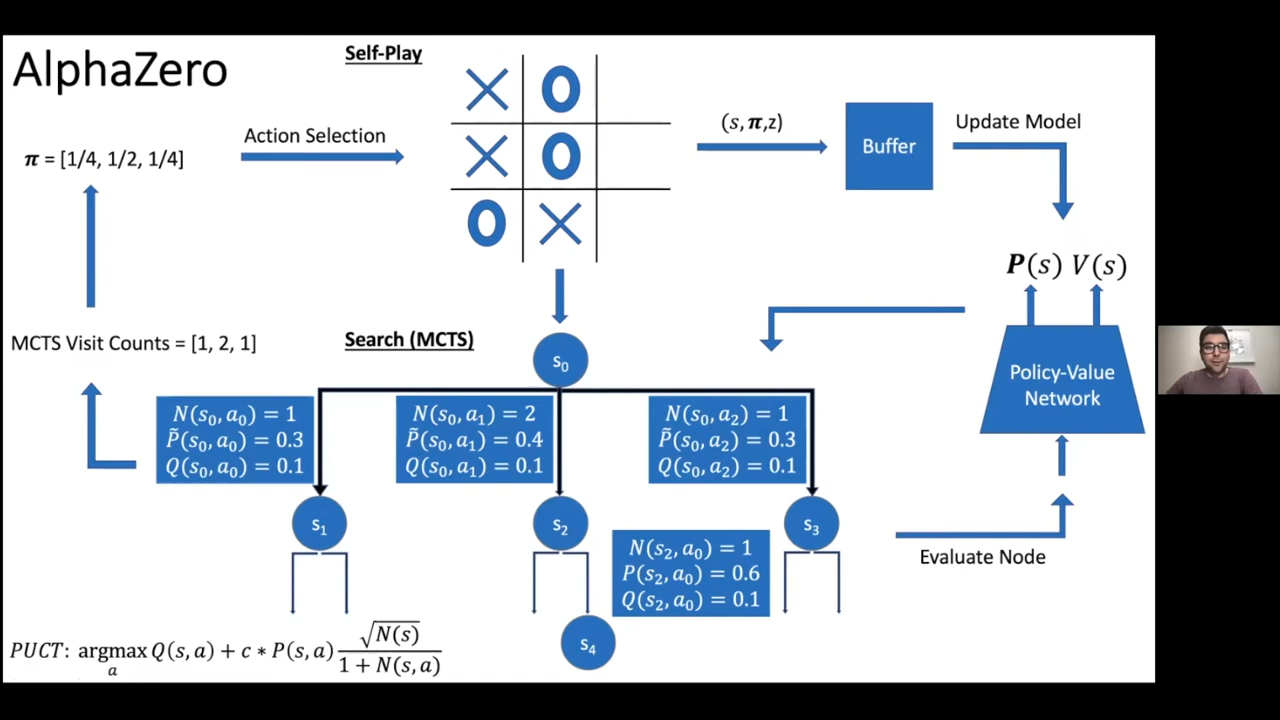 AlphaZero
Self-Play
X O
X O
O X
π = [1/4, 1/2, 1/4]
Action Selection
(s, π,z)
Buffer
Update Model
P(s) V(s)
Policy-Value
Network
MCTS Visit Counts = [1, 2, 1]
Search (MCTS)
s₀
N(s₀, a₀) = 1
P̃(s₀, a₀) = 0.3
Q(s₀, a₀) = 0.1
N(s₀, a₁) = 2
P̃(s₀, a₁) = 0.4
Q(s₀, a₁) = 0.1
N(s₀, a₂) = 1
P̃(s₀, a₂) = 0.3
Q(s₀, a₂) = 0.1
s₁
s₂
s₃
N(s₂, a₀) = 1
P(s₂, a₀) = 0.6
Q(s₂, a₀) = 0.1
Evaluate Node
s₄
PUCT: argmax Q(s, a) + c ∗ P(s, a) √N(s) / 1 + N(s, a)
a